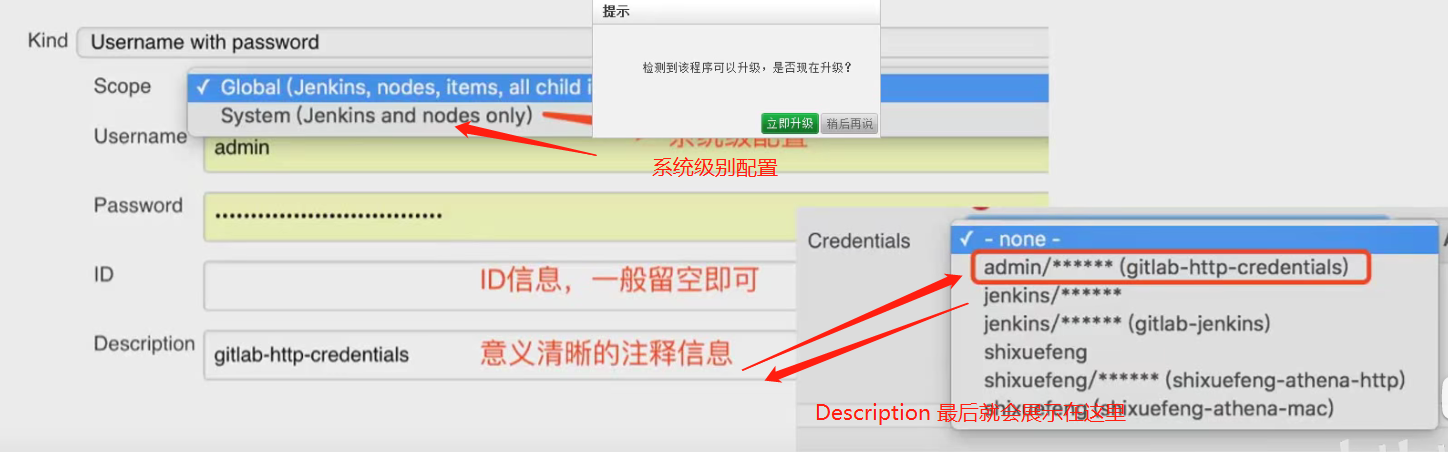 提示
Kind
Username with password
检测到该程序可以升级，是否现在升级？
Scope
✓ Global (Jenkins, nodes, items, all child i
System (Jenkins and nodes only)
立即升级
稍后再说
Username
admin
系统级配置
系统级别配置
Password
••••••••••••••••••••••••••••••••
Credentials
✓ - none -
admin/****** (gitlab-http-credentials)
ID
ID信息，一般留空即可
jenkins/******
jenkins/****** (gitlab-jenkins)
Description
gitlab-http-credentials
意义清晰的注释信息
shixuefeng
shixuefeng/****** (shixuefeng-athena-http)
shixuefeng (shixuefeng-athena-mac)
Description 最后就会展示在这里